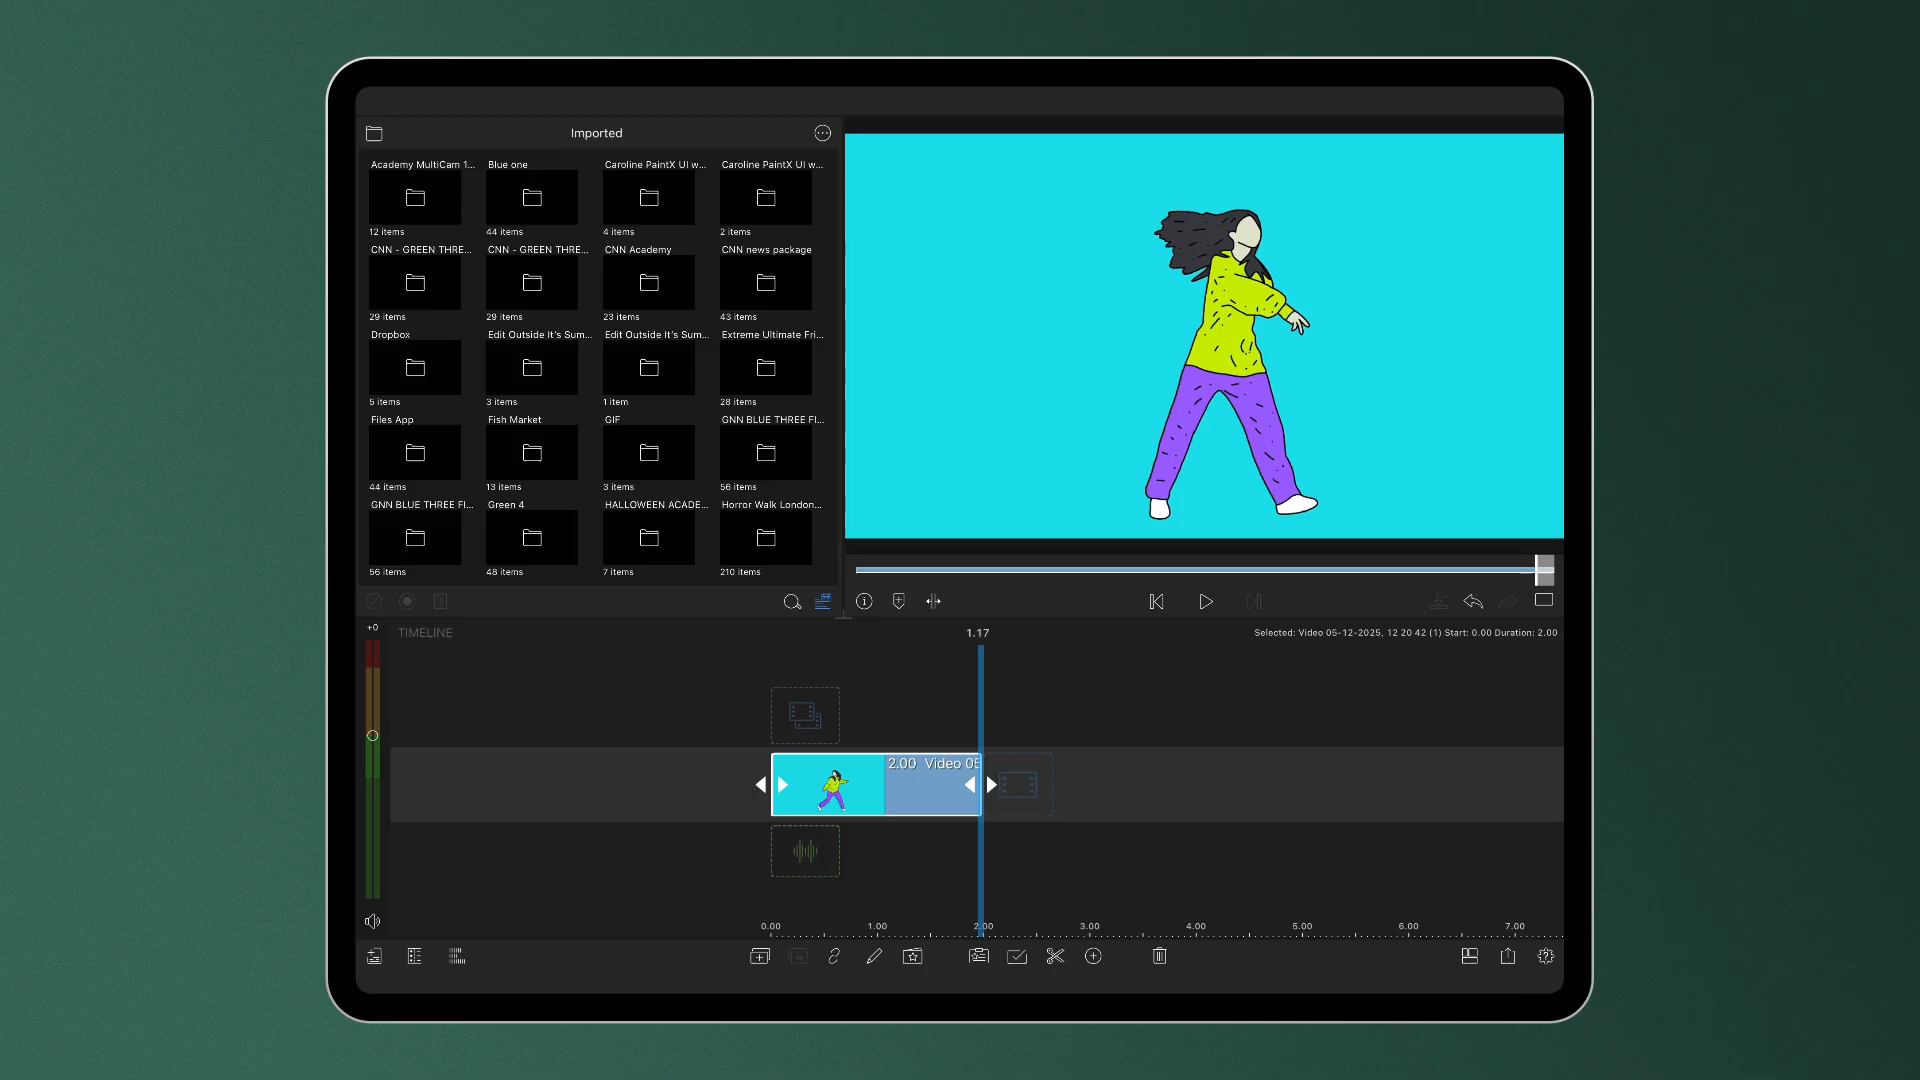 Imported
Academy MultiCam 1... Blue one Caroline PaintX UI w... Caroline PaintX UI w...
12 items 44 items 4 items 2 items
CNN - GREEN THRE... CNN - GREEN THRE... CNN Academy CNN news package
29 items 29 items 23 items 43 items
Dropbox Edit Outside It's Sum... Edit Outside It's Sum... Extreme Ultimate Fri...
5 items 3 items 1 item 28 items
Files App Fish Market GIF GNN BLUE THREE FI...
44 items 13 items 3 items 56 items
GNN BLUE THREE FI... Green 4 HALLOWEEN ACADE... Horror Walk London...
56 items 48 items 7 items 210 items
+0 TIMELINE 1.17 Selected: Video 05-12-2025, 12 20 42 (1) Start: 0.00 Duration: 2.00
2.00 Video 05
0.00 1.00 2.00 3.00 4.00 5.00 6.00 7.00